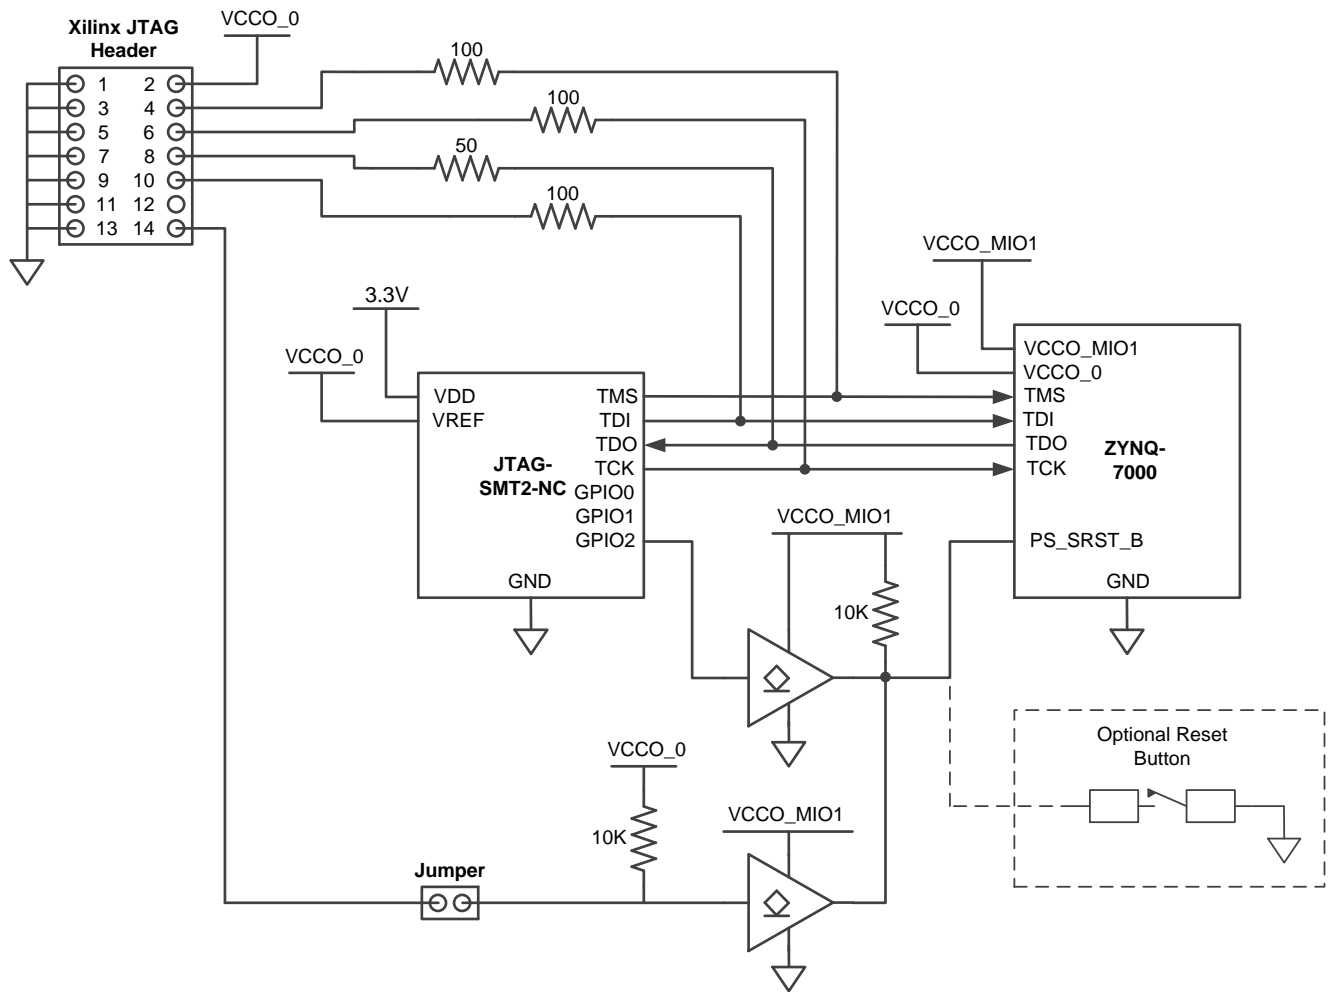 Xilinx JTAG
Header
VCCO_0
1 2
3 4
5 6
7 8
9 10
11 12
13 14
100
100
50
100
VCCO_MIO1
VCCO_0
3.3V
VCCO_0
VDD
VREF
TMS
TDI
TDO
TCK
GPIO0
GPIO1
GPIO2
JTAG-
SMT2-NC
GND
VCCO_MIO1
VCCO_0
TMS
TDI
TDO
TCK
ZYNQ-
7000
PS_SRST_B
GND
VCCO_MIO1
10K
VCCO_0
10K
VCCO_MIO1
Jumper
Optional Reset
Button